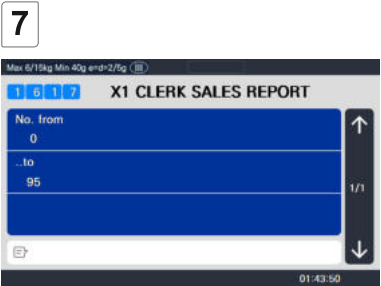 7
Max 6/15kg Min 40g e=d=2/5g (III)
1 6 1 7 X1 CLERK SALES REPORT
No. from
0
..to
95
1/1
01:43:50